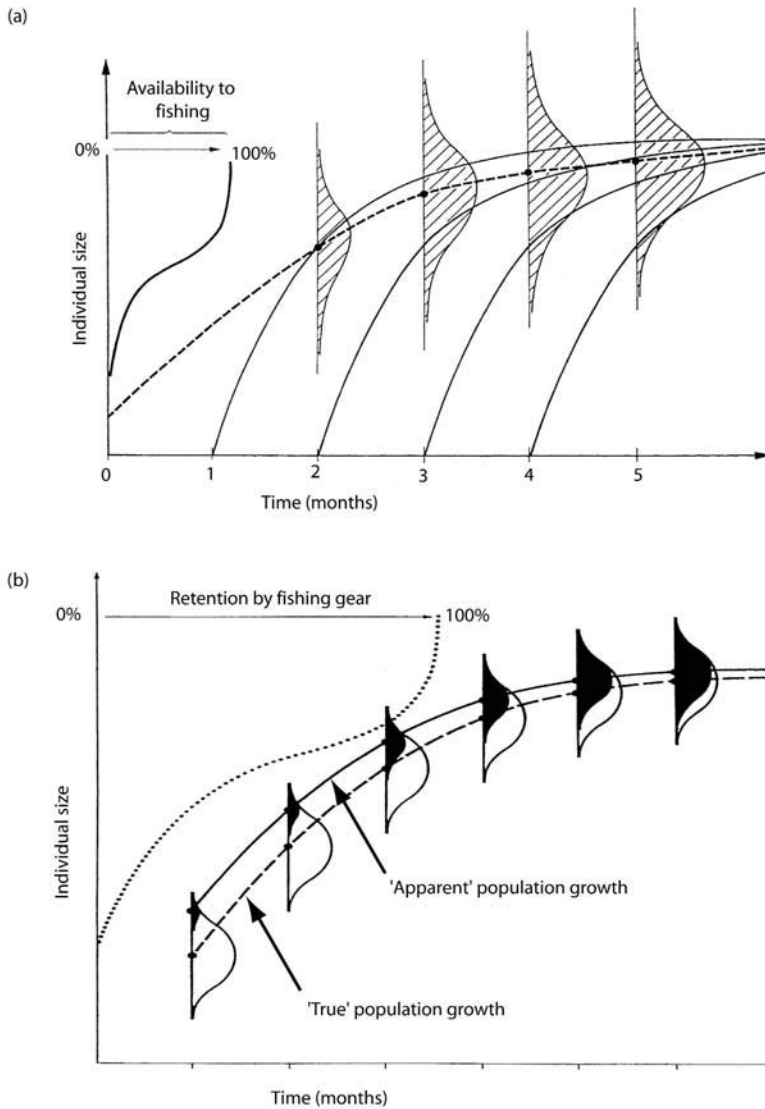 (a)
Availability to
fishing
0%
100%
Individual size
0
1
2
3
4
5
Time (months)
(b)
Retention by fishing gear
0%
100%
Individual size
'Apparent' population growth
'True' population growth
Time (months)